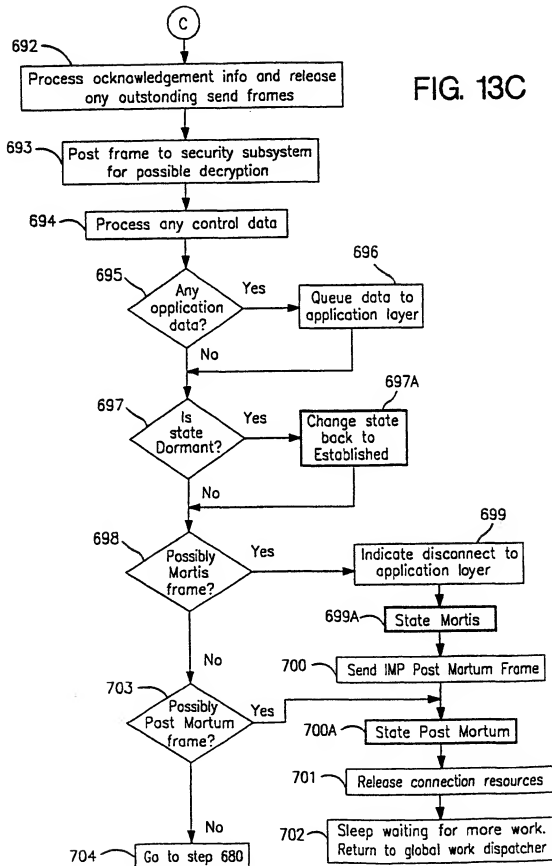 C
FIG. 13C
692
Process acknowledgement info and release
any outstanding send frames
693
Post frame to security subsystem
for possible decryption
694
Process any control data
695
Any
application
data?
Yes
No
696
Queue data to
application layer
697
Is
state
Dormant?
Yes
No
697A
Change state
back to
Established
698
Possibly
Mortis
frame?
Yes
No
699
Indicate disconnect to
application layer
699A
State Mortis
700
Send IMP Post Martum Frame
703
Possibly
Post Mortum
frame?
Yes
No
700A
State Post Mortum
701
Release connection resources
702
Sleep waiting for more work.
Return to global work dispatcher
704
Go to step 680